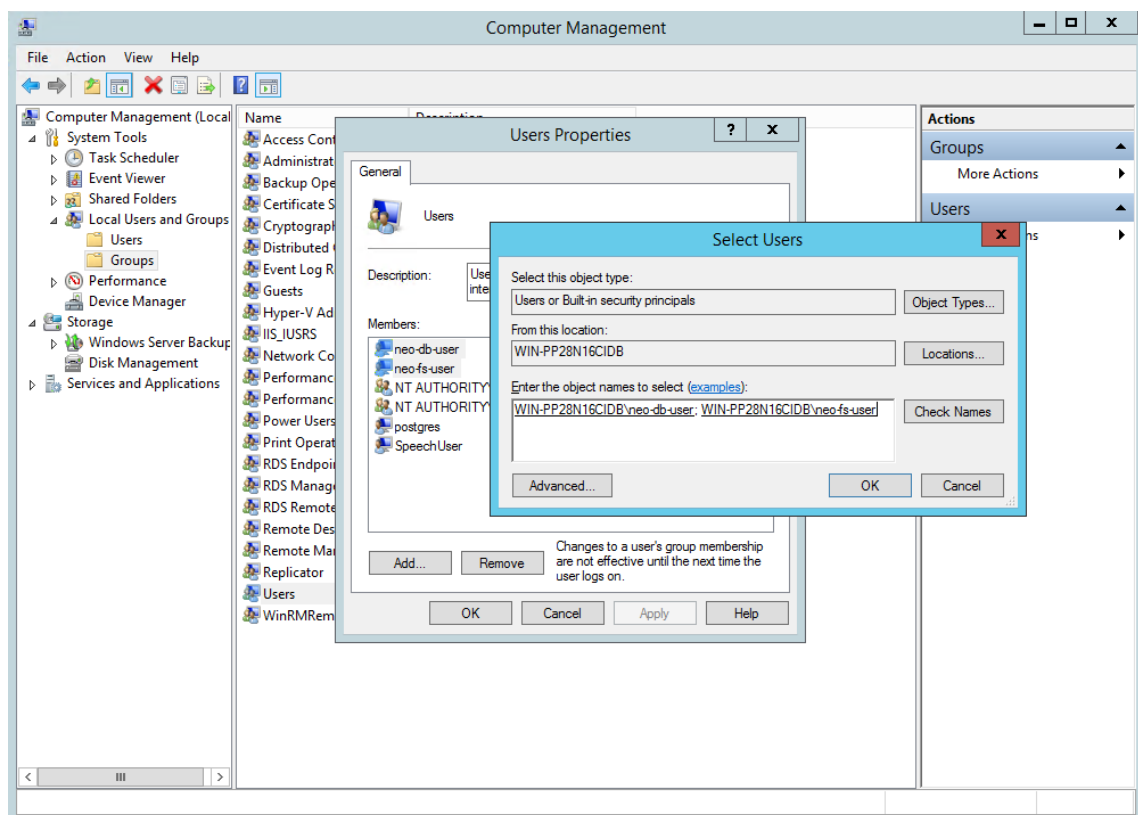 Computer Management
File Action View Help
Computer Management (Local
System Tools
Task Scheduler
Event Viewer
Shared Folders
Local Users and Groups
Users
Groups
Performance
Device Manager
Storage
Windows Server Backup
Disk Management
Services and Applications
Name
Access Cont
Administrat
Backup Ope
Certificate S
Cryptograph
Distributed
Event Log R
Guests
Hyper-V Ad
IIS_IUSRS
Network Co
Performanc
Performanc
Power Users
Print Operat
RDS Endpoi
RDS Manage
RDS Remote
Remote Des
Remote Mar
Replicator
Users
WinRMRem
Users Properties
General
Users
Description:
Use
inte
Members:
neo-db-user
neo-fs-user
NT AUTHORITY\
NT AUTHORITY\
postgres
SpeechUser
Add...
Remove
Changes to a user's group membership
are not effective until the next time the
user logs on.
OK Cancel Apply Help
Select Users
Select this object type:
Users or Built-in security principals
Object Types...
From this location:
WIN-PP28N16CIDB
Locations...
Enter the object names to select (examples):
WIN-PP28N16CIDB\neo-db-user; WIN-PP28N16CIDB\neo-fs-user
Check Names
Advanced...
OK
Cancel
Actions
Groups
More Actions
Users
ns